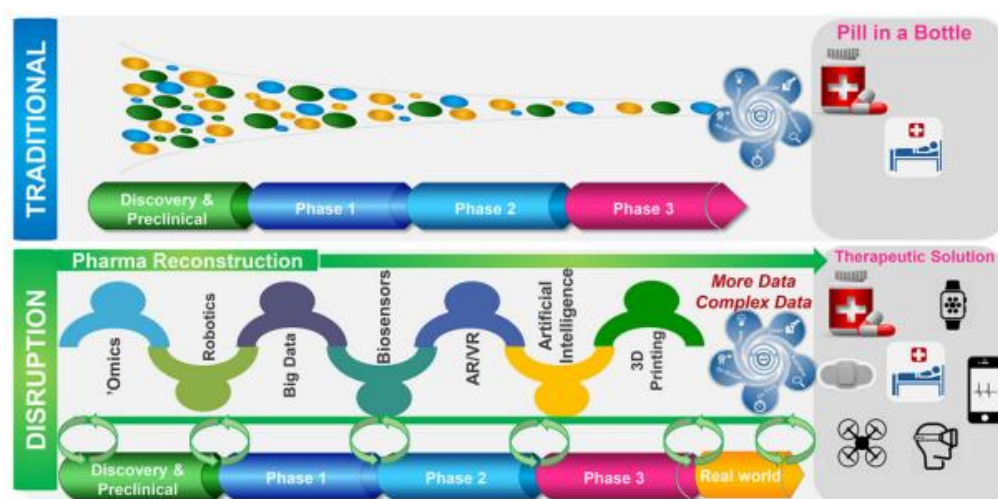 TRADITIONAL
Pill in a Bottle
Discovery &
Preclinical
Phase 1
Phase 2
Phase 3
DISRUPTION
Pharma Reconstruction
Therapeutic Solution
'Omics
Robotics
Big Data
Biosensors
AR/VR
Artificial
Intelligence
3D
Printing
More Data
Complex Data
Discovery &
Preclinical
Phase 1
Phase 2
Phase 3
Real world